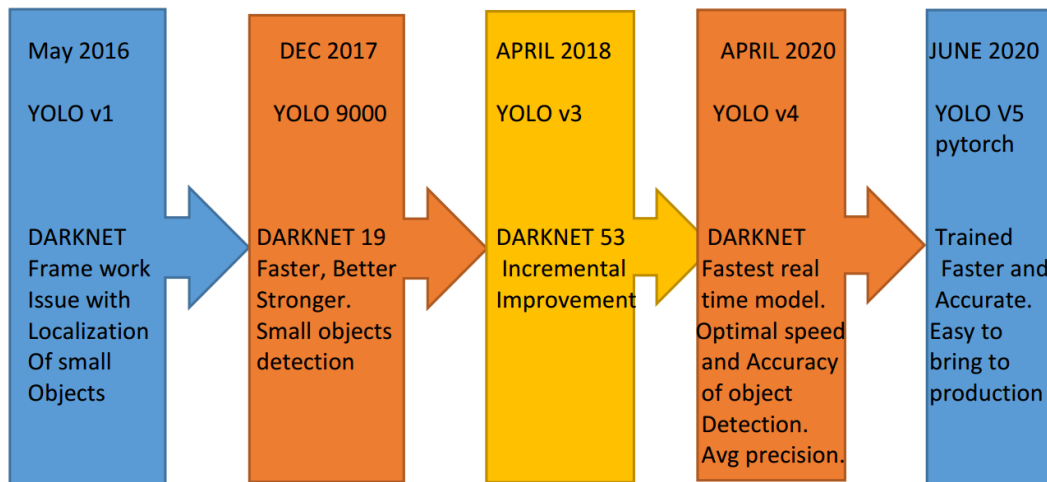 May 2016
YOLO v1
DARKNET
Frame work
Issue with
Localization
Of small
Objects
DEC 2017
YOLO 9000
DARKNET 19
Faster, Better
Stronger.
Small objects
detection
APRIL 2018
YOLO v3
DARKNET 53
Incremental
Improvement
APRIL 2020
YOLO v4
DARKNET
Fastest real
time model.
Optimal speed
and Accuracy
of object
Detection.
Avg precision.
JUNE 2020
YOLO V5
pytorch
Trained
Faster and
Accurate.
Easy to
bring to
production